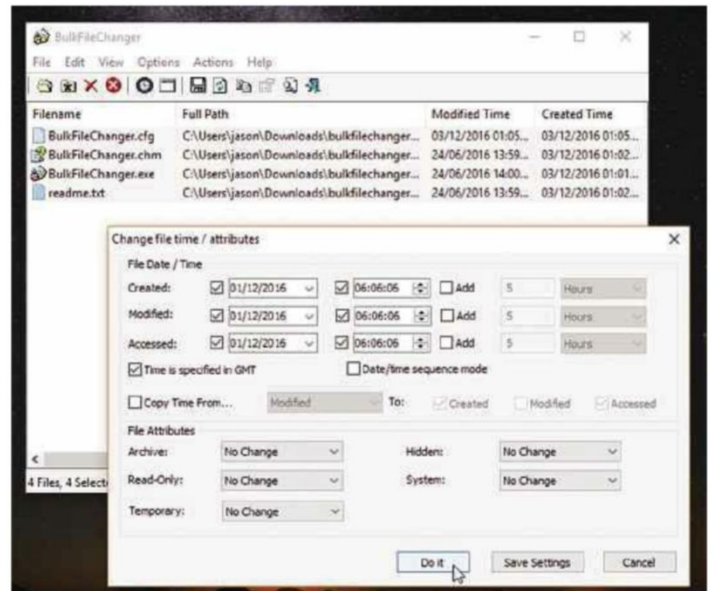 BulkFileChanger
File Edit View Options Actions Help
Filename Full Path Modified Time Created Time
BulkFileChanger.cfg C:\Users\jason\Downloads\bulkfilechanger... 03/12/2016 01:05... 03/12/2016 01:05...
BulkFileChanger.chm C:\Users\jason\Downloads\bulkfilechanger... 24/06/2016 13:59... 03/12/2016 01:02...
BulkFileChanger.exe C:\Users\jason\Downloads\bulkfilechanger... 24/06/2016 14:00... 03/12/2016 01:01...
readme.txt C:\Users\jason\Downloads\bulkfilechanger... 24/06/2016 13:59... 03/12/2016 01:02...
Change file time / attributes
File Date / Time
Created: 01/12/2016 06:06:06 Add 5 Hours
Modified: 01/12/2016 06:06:06 Add 5 Hours
Accessed: 01/12/2016 06:06:06 Add 5 Hours
Time is specified in GMT Date/time sequence mode
Copy Time From... Modified To: Created Modified Accessed
File Attributes
Archive: No Change Hidden: No Change
4 Files, 4 Select
Read-Only: No Change System: No Change
Temporary: No Change
Do it Save Settings Cancel